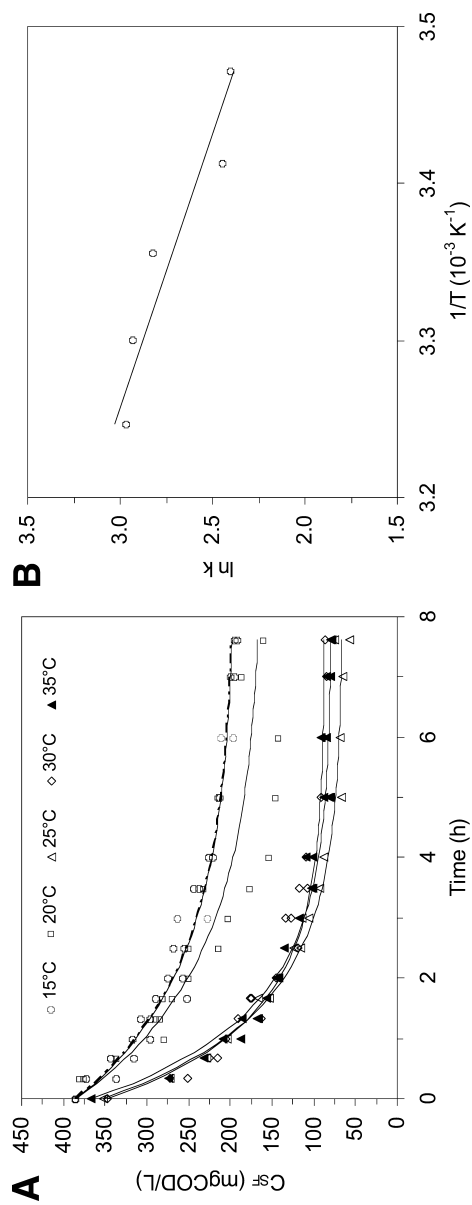 A
450
400
350
300
250
200
150
100
50
0
CSF (mgCOD/L)
15°C 20°C 25°C 30°C 35°C
0 2 4 6 8
Time (h)
B
3.5
3.0
2.5
2.0
1.5
ln k
3.2 3.3 3.4 3.5
1/T (10⁻³ K⁻¹)